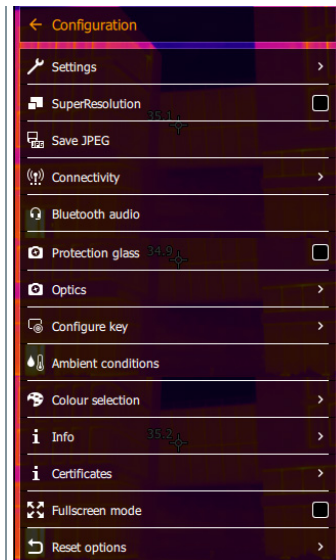 Configuration
Settings
SuperResolution
35.1
Save JPEG
Connectivity
Bluetooth audio
Protection glass 34.9
Optics
Configure key
Ambient conditions
Colour selection
Info 35.2
Certificates
Fullscreen mode
Reset options